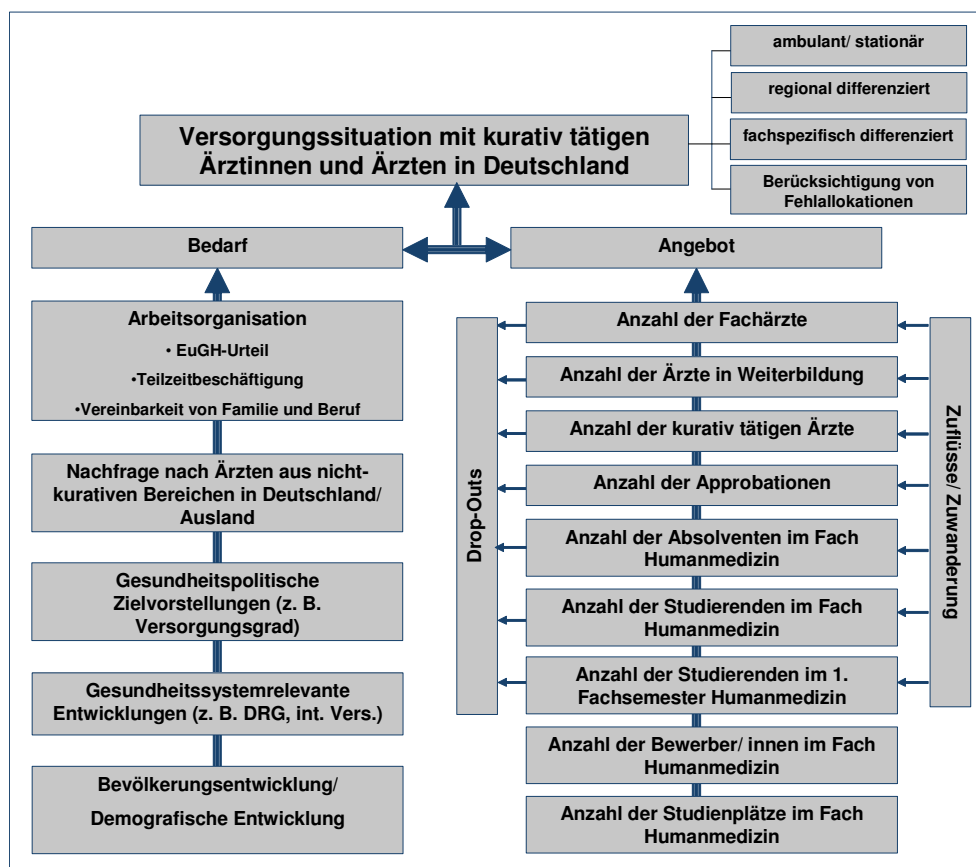 ambulant/ stationär
regional differenziert
fachspezifisch differenziert
Berücksichtigung von
Fehlallokationen
Versorgungssituation mit kurativ tätigen
Ärztinnen und Ärzten in Deutschland
Bedarf
Angebot
Arbeitsorganisation
• EuGH-Urteil
•Teilzeitbeschäftigung
•Vereinbarkeit von Familie und Beruf
Nachfrage nach Ärzten aus nicht-
kurativen Bereichen in Deutschland/
Ausland
Gesundheitspolitische
Zielvorstellungen (z. B.
Versorgungsgrad)
Gesundheitssystemrelevante
Entwicklungen (z. B. DRG, int. Vers.)
Bevölkerungsentwicklung/
Demografische Entwicklung
Drop-Outs
Anzahl der Fachärzte
Anzahl der Ärzte in Weiterbildung
Anzahl der kurativ tätigen Ärzte
Anzahl der Approbationen
Anzahl der Absolventen im Fach
Humanmedizin
Anzahl der Studierenden im Fach
Humanmedizin
Anzahl der Studierenden im 1.
Fachsemester Humanmedizin
Anzahl der Bewerber/ innen im Fach
Humanmedizin
Anzahl der Studienplätze im Fach
Humanmedizin
Zuflüsse/ Zuwanderung